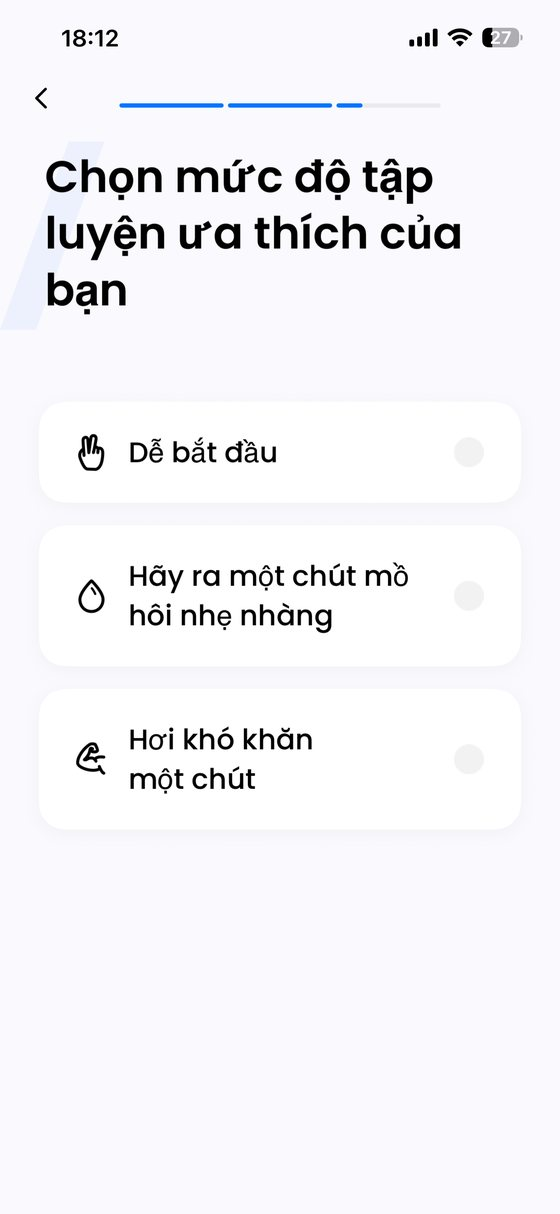 18:12
27
Chọn mức độ tập
luyện ưa thích của
bạn
Dễ bắt đầu
Hãy ra một chút mồ
hôi nhẹ nhàng
Hơi khó khăn
một chút